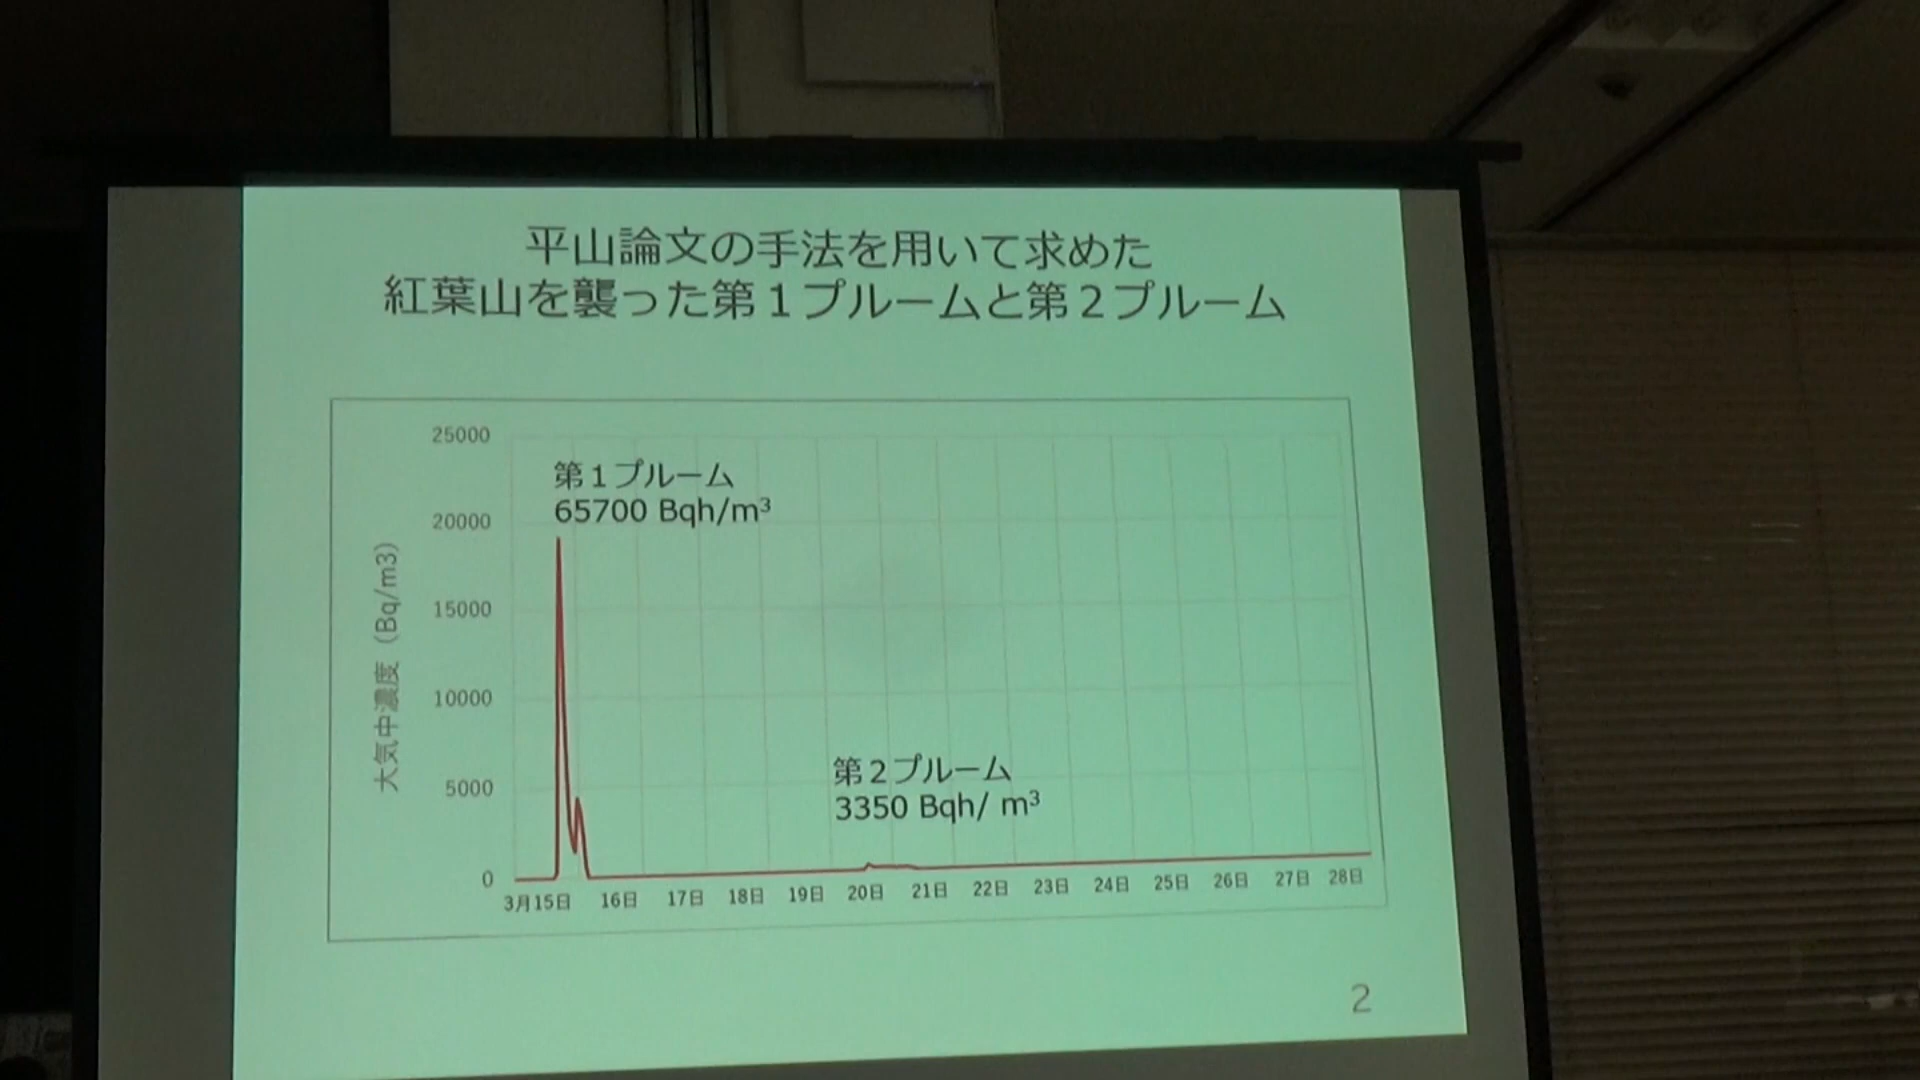 平山論文の手法を用いて求めた
紅葉山を襲った第１プルームと第２プルーム
25000
第１プルーム
65700 Bqh/m³
20000
15000
大気中濃度（Bq/m3）
10000
第２プルーム
3350 Bqh/ m³
5000
0
3月15日 16日 17日 18日 19日 20日 21日 22日 23日 24日 25日 26日 27日 28日
2